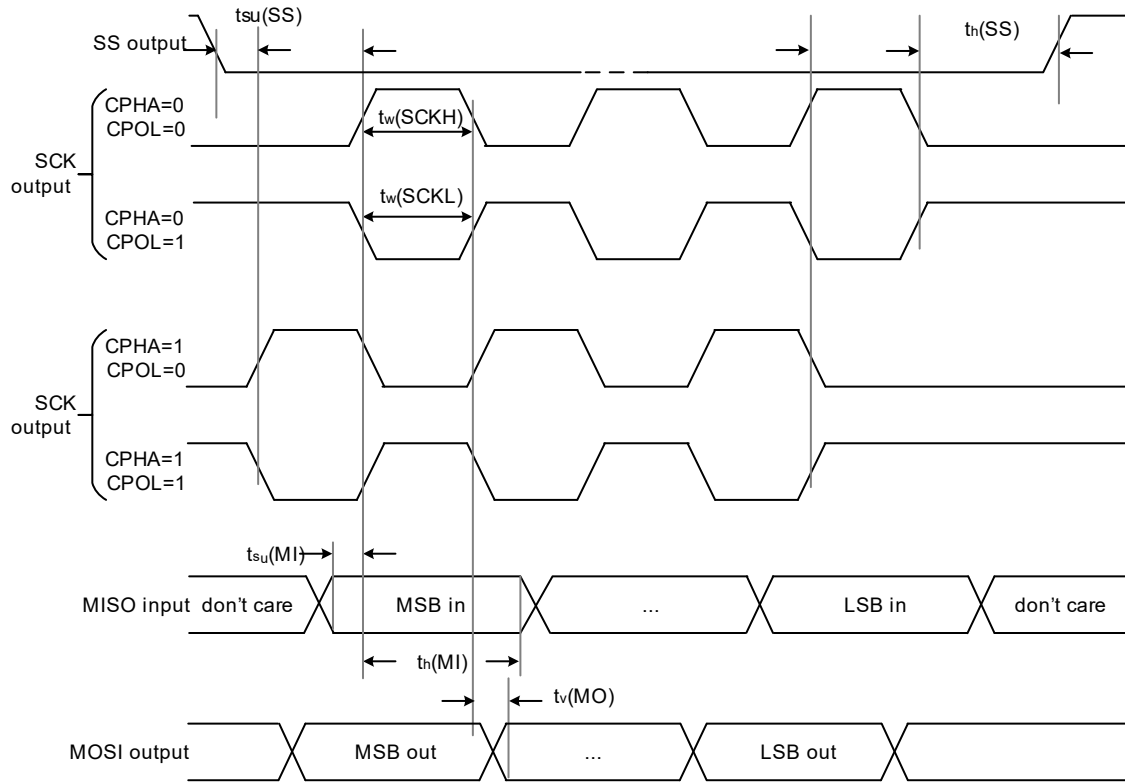 tsu(SS)
SS output
th(SS)
CPHA=0
CPOL=0
tw(SCKH)
SCK
output
tw(SCKL)
CPHA=0
CPOL=1
CPHA=1
CPOL=0
SCK
output
CPHA=1
CPOL=1
tsu(MI)
MISO input don't care MSB in ... LSB in don't care
th(MI)
tv(MO)
MOSI output MSB out ... LSB out